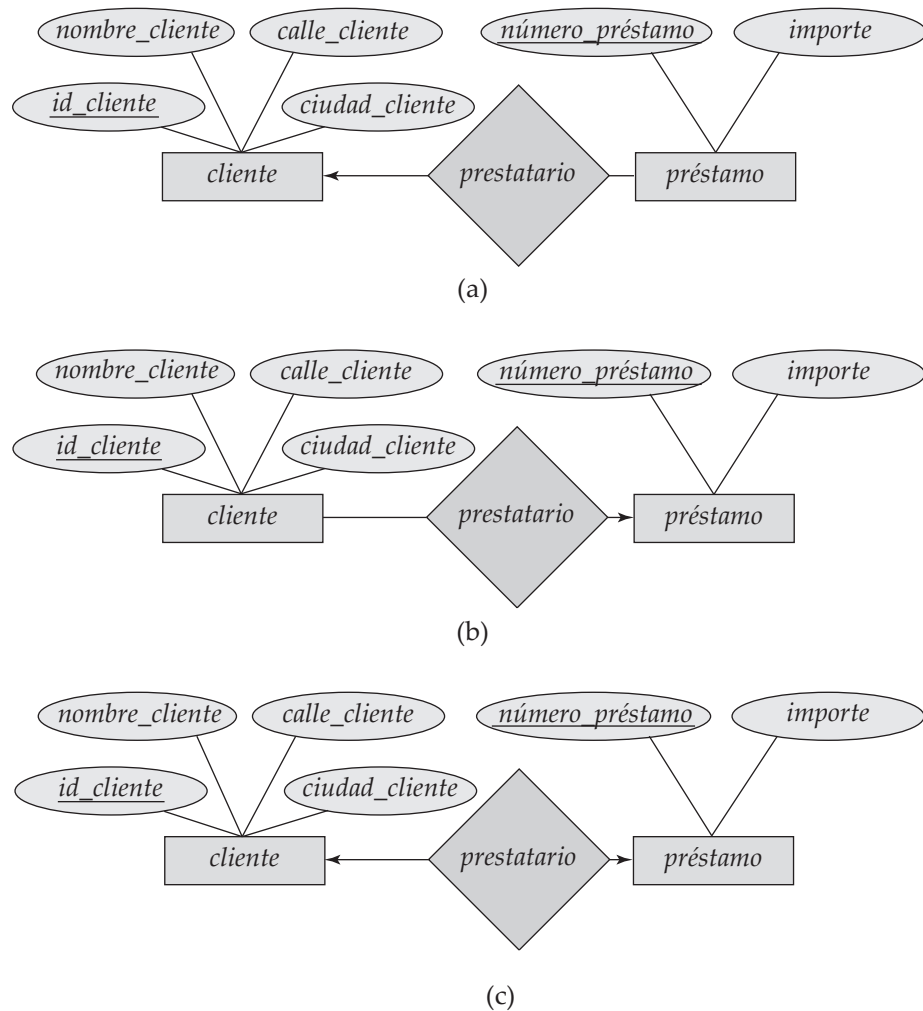 nombre_cliente calle_cliente número_préstamo importe
id_cliente ciudad_cliente
cliente prestatario préstamo
(a)
nombre_cliente calle_cliente número_préstamo importe
id_cliente ciudad_cliente
cliente prestatario préstamo
(b)
nombre_cliente calle_cliente número_préstamo importe
id_cliente ciudad_cliente
cliente prestatario préstamo
(c)